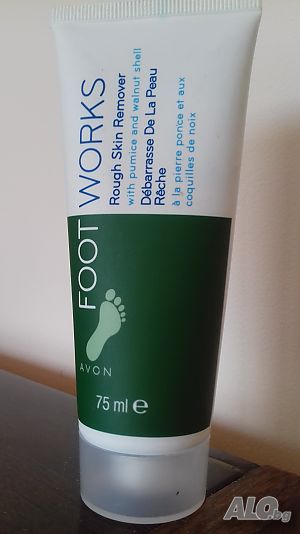 FOOT WORKS
Rough Skin Remover
with pumice and walnut shell
Débarrasse De La Peau
Rêche
à la pierre ponce et aux
coquilles de noix
AVON
75 ml e
ALO.bg